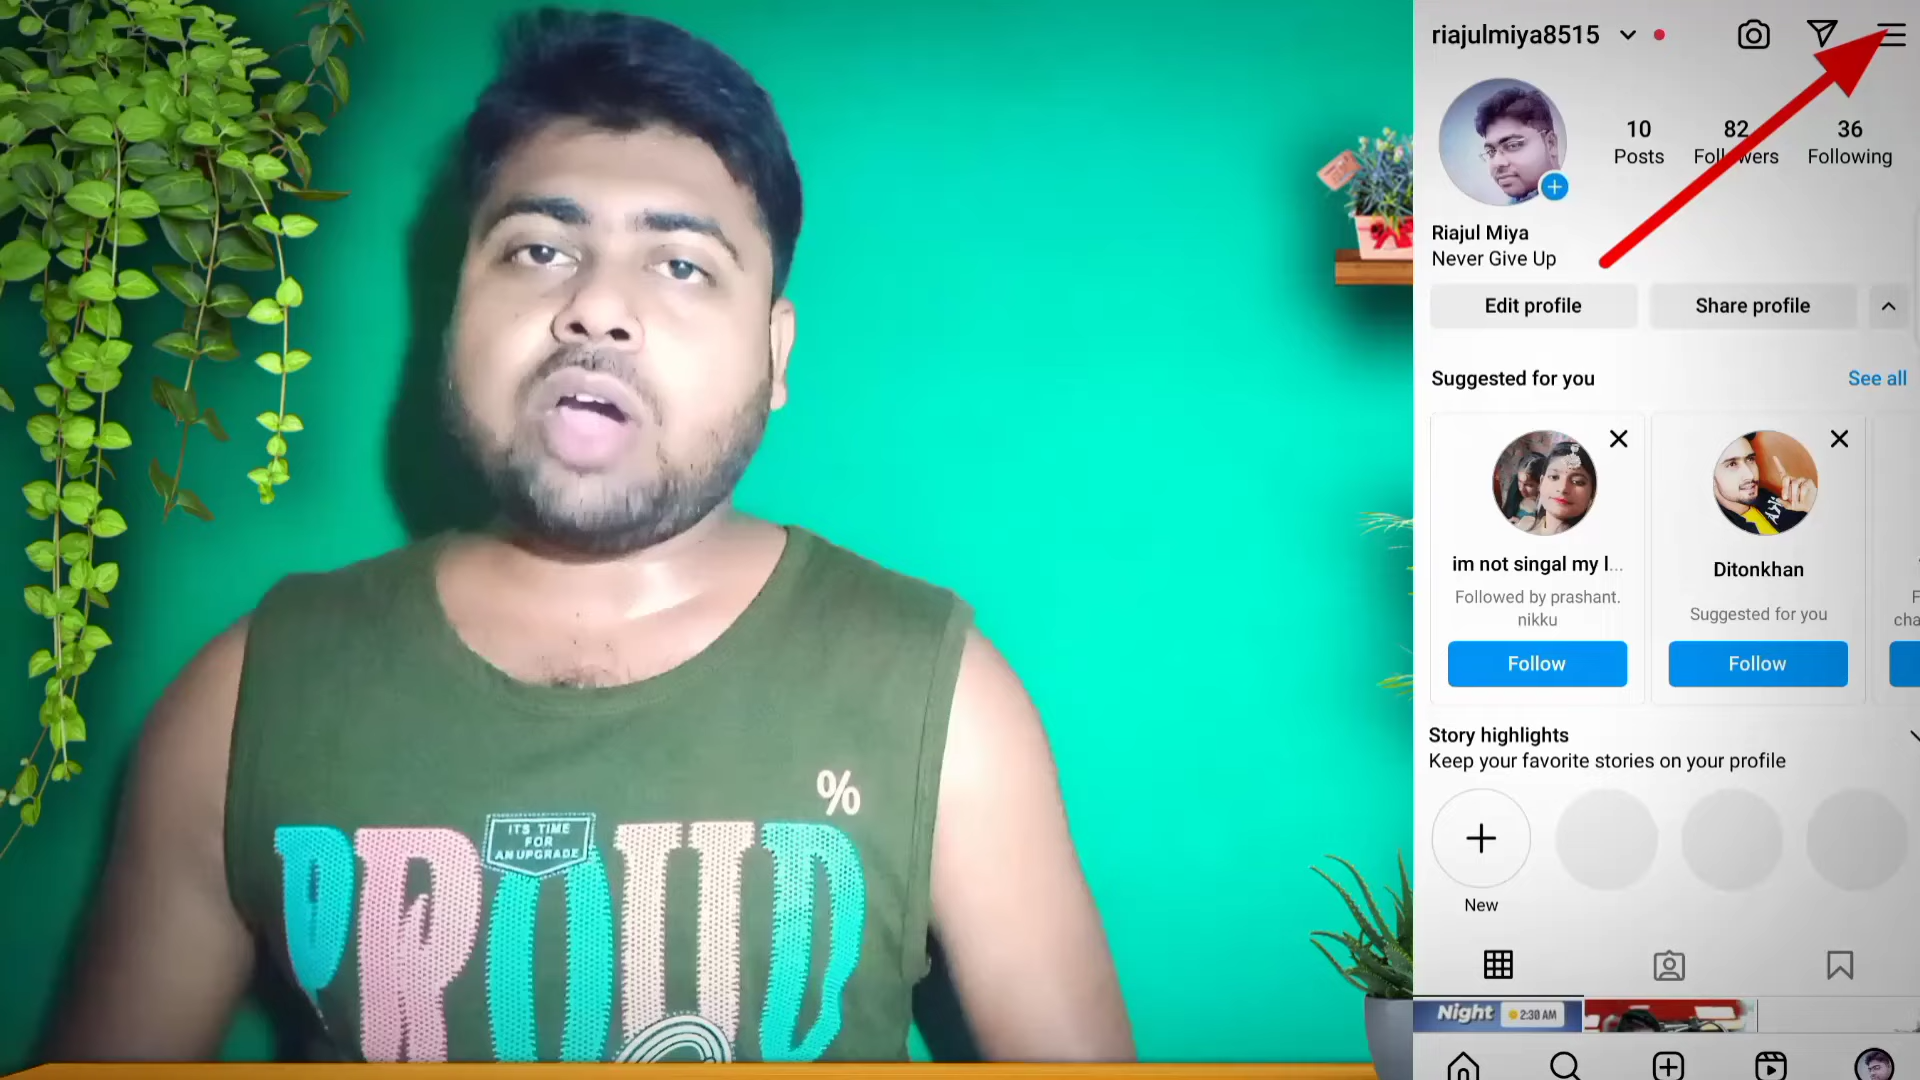 riajulmiya8515
10
82
36
Posts
Followers
Following
Riajul Miya
Never Give Up
Edit profile
Share profile
Suggested for you
See all
im not singal my l...
Followed by prashant.
nikku
Follow
Ditonkhan
Suggested for you
Follow
F
cha
Story highlights
Keep your favorite stories on your profile
New
Night
2:30 AM
%
ITS TIME
FOR
AN UPGRADE
PROUD